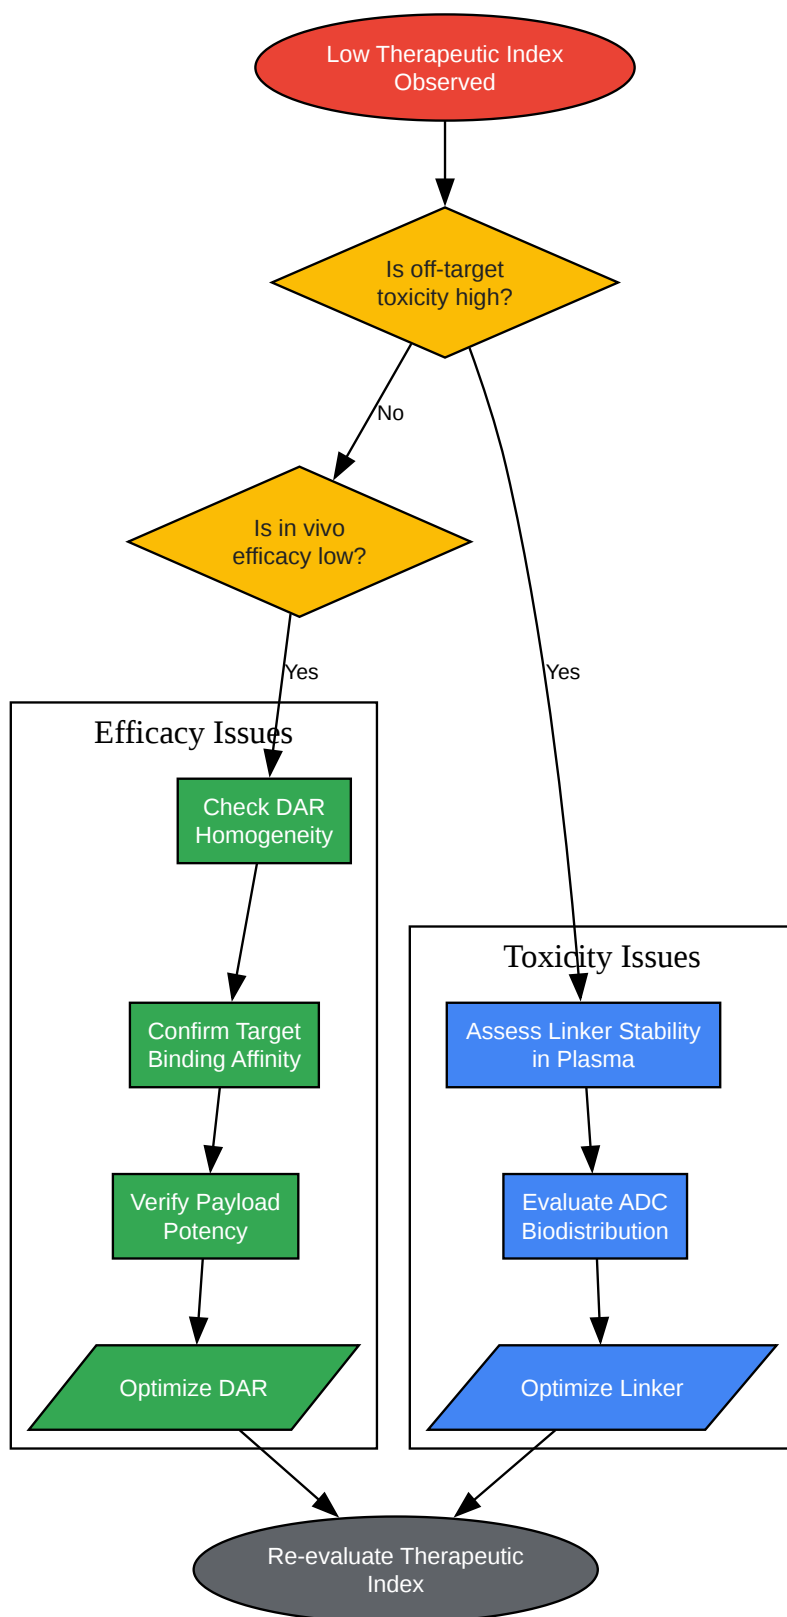 Low Therapeutic Index
Observed
Is off-target
toxicity high?
No
Is in vivo
efficacy low?
Yes
Yes
Efficacy Issues
Check DAR
Homogeneity
Confirm Target
Binding Affinity
Verify Payload
Potency
Optimize DAR
Toxicity Issues
Assess Linker Stability
in Plasma
Evaluate ADC
Biodistribution
Optimize Linker
Re-evaluate Therapeutic
Index